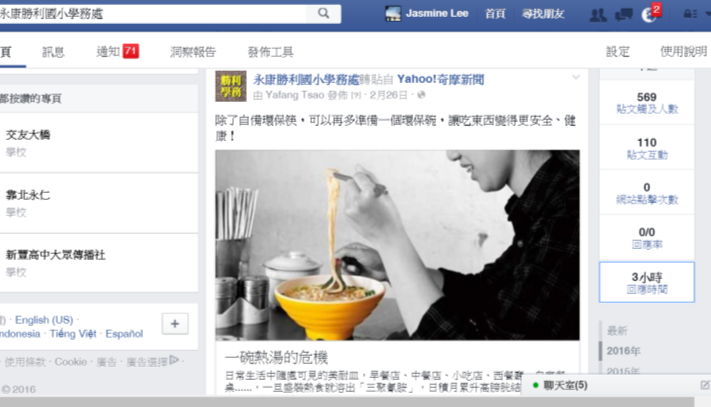 永康勝利國小學務處
Jasmine Lee 首頁 尋找朋友 2
頁 訊息 通知 71 洞察報告 發佈工具 設定 使用說明
都按讚的專頁
交友大橋
學校
靠北永仁
學校
新豐高中大眾傳播社
學校
English (US) ·
Tiếng Việt · Español
使用條款 · Cookie · 廣告 · 廣告選擇
© 2016
勝利
學務
永康勝利國小學務處轉貼自 Yahoo!奇摩新聞
由 Yafang Tsao 發佈 [?] · 2月26日 ·
除了自備環保筷，可以再多準備一個環保碗，讓吃東西變得更安全、健
康！
一碗熱湯的危機
日常生活中隨處可見的美耐皿，早餐店、中餐店、小吃店、西餐廳
桌......，一旦盛裝熱食就溶出「三聚氰胺」，日積月累升高膀胱結
569
貼文觸及人數
110
貼文互動
0
網站點擊次數
0/0
回應率
3小時
回應時間
最新
2016年
2015年
聊天室(5)